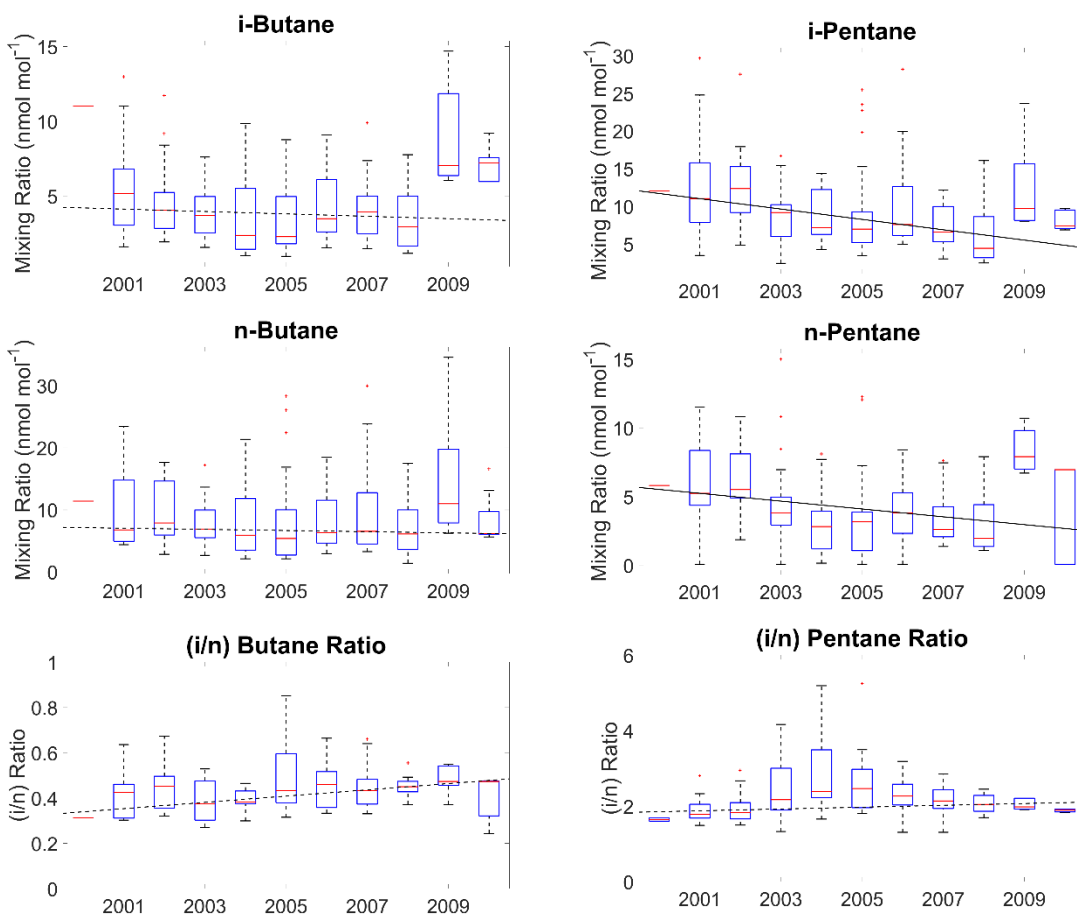 i-Butane
Mixing Ratio (nmol mol⁻¹)
15
10
5
2001 2003 2005 2007 2009
i-Pentane
Mixing Ratio (nmol mol⁻¹)
30
25
20
15
10
5
2001 2003 2005 2007 2009
n-Butane
Mixing Ratio (nmol mol⁻¹)
30
20
10
0
2001 2003 2005 2007 2009
n-Pentane
Mixing Ratio (nmol mol⁻¹)
15
10
5
0
2001 2003 2005 2007 2009
(i/n) Butane Ratio
(i/n) Ratio
1
0.8
0.6
0.4
0.2
0
2001 2003 2005 2007 2009
(i/n) Pentane Ratio
(i/n) Ratio
6
4
2
0
2001 2003 2005 2007 2009